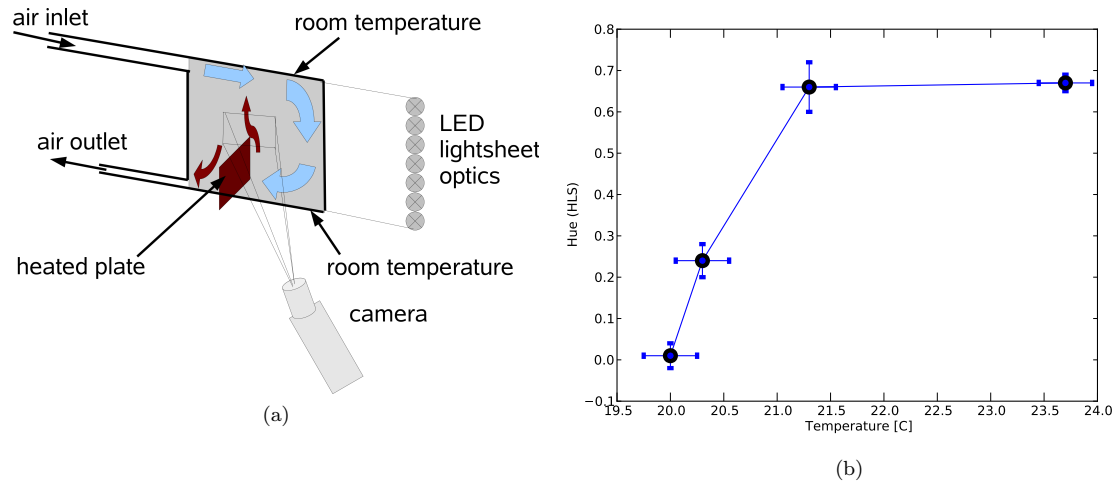 air inlet
room temperature
air outlet
LED
lightsheet
optics
heated plate
room temperature
camera
(a)
0.8
0.7
0.6
0.5
0.4
0.3
0.2
0.1
0.0
−0.1
Hue (HLS)
19.5 20.0 20.5 21.0 21.5 22.0 22.5 23.0 23.5 24.0
Temperature [C]
(b)